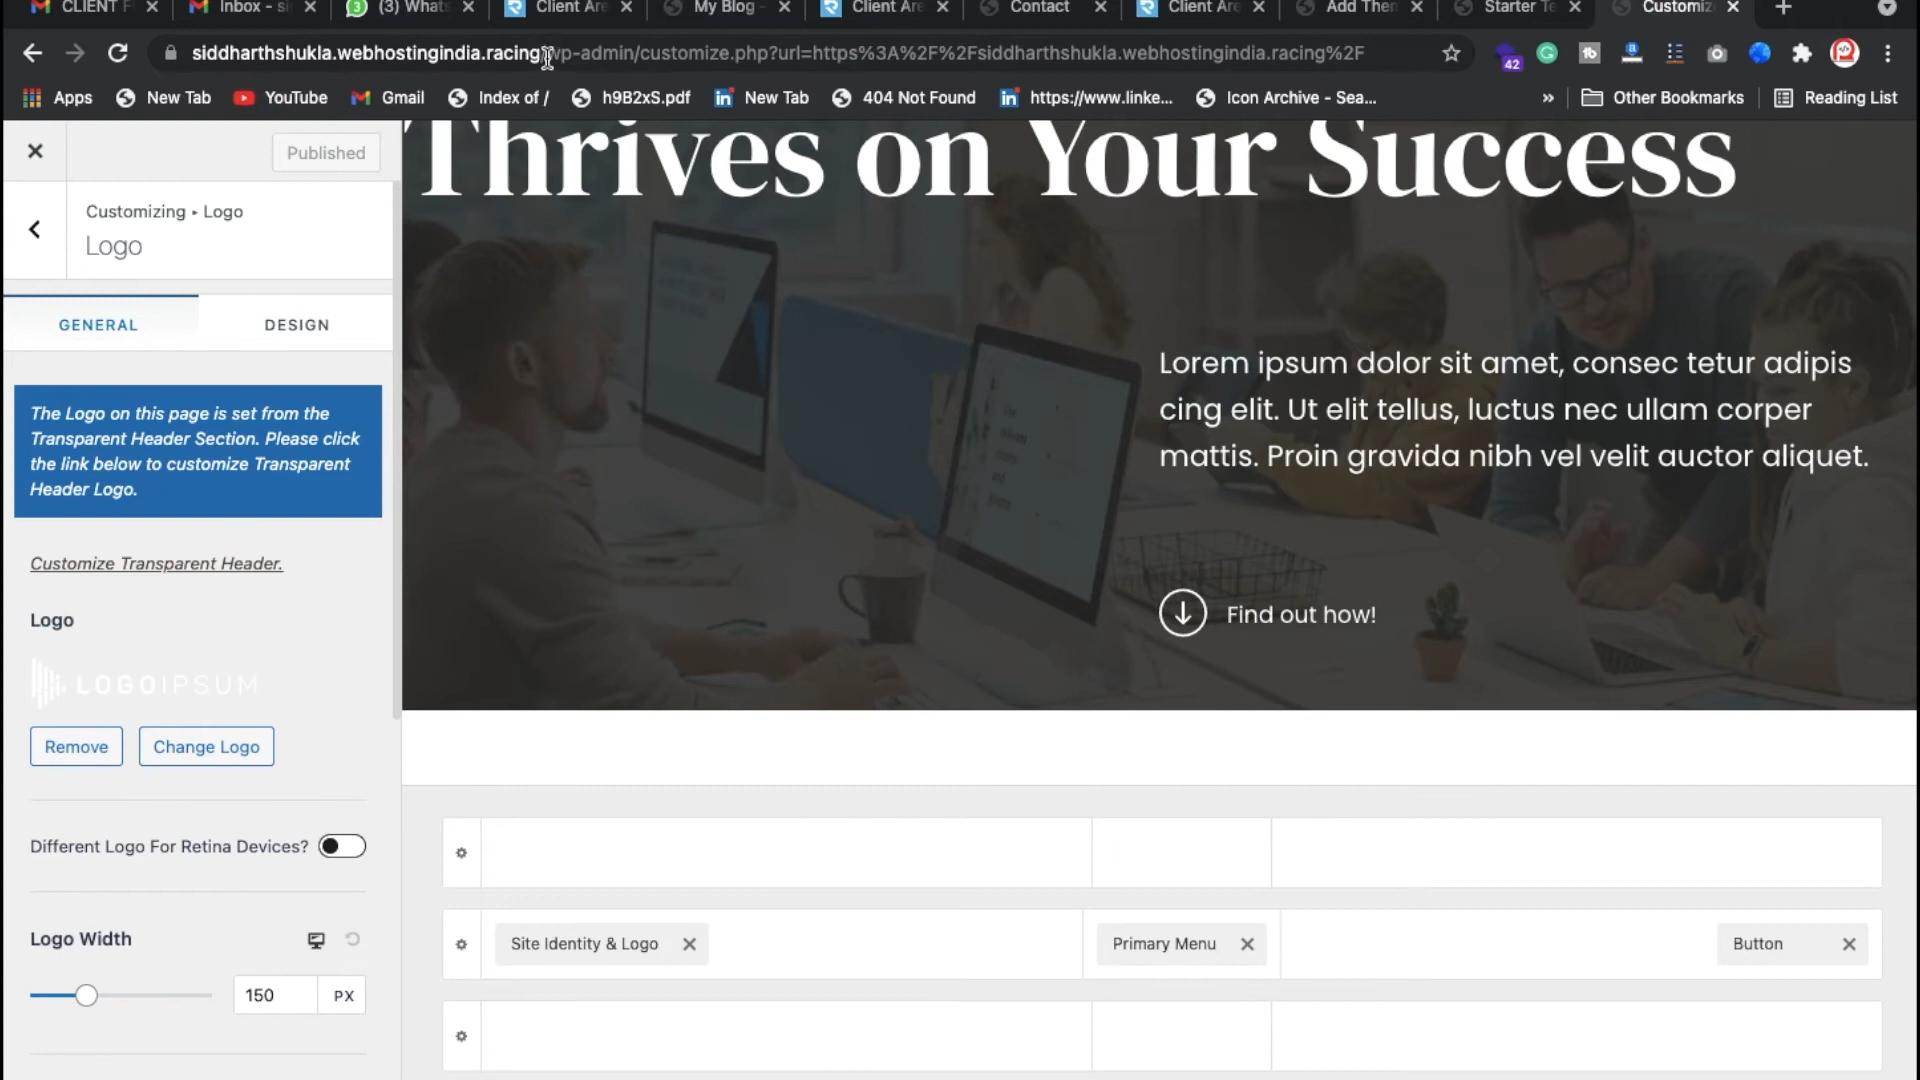 CLIENT F
Inbox - si
(3) Whats
Client Are
My Blog -
Client Are
Contact
Client Are
Add Them
Starter Te
Customiz
siddharthshukla.webhostingindia.racing/wp-admin/customize.php?url=https%3A%2F%2Fsiddharthshukla.webhostingindia.racing%2F
42
Apps
New Tab
YouTube
Gmail
Index of /
h9B2xS.pdf
New Tab
404 Not Found
https://www.linke...
Icon Archive - Sea...
»
Other Bookmarks
Reading List
Published
Customizing ▸ Logo
Logo
GENERAL
DESIGN
The Logo on this page is set from the
Transparent Header Section. Please click
the link below to customize Transparent
Header Logo.
Customize Transparent Header.
Logo
LOGOIPSUM
Remove
Change Logo
Different Logo For Retina Devices?
Logo Width
150
PX
Thrives on Your Success
Lorem ipsum dolor sit amet, consec tetur adipis
cing elit. Ut elit tellus, luctus nec ullam corper
mattis. Proin gravida nibh vel velit auctor aliquet.
Find out how!
Site Identity & Logo
Primary Menu
Button